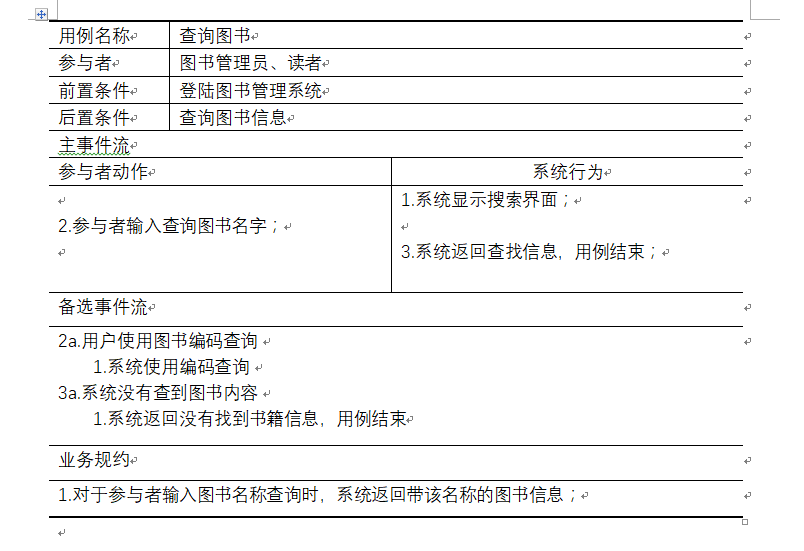 用例名称 查询图书
参与者 图书管理员、读者
前置条件 登陆图书管理系统
后置条件 查询图书信息
主事件流
参与者动作 系统行为
1.系统显示搜索界面；
2.参与者输入查询图书名字；
3.系统返回查找信息，用例结束；
备选事件流
2a.用户使用图书编码查询
1.系统使用编码查询
3a.系统没有查到图书内容
1.系统返回没有找到书籍信息，用例结束
业务规约
1.对于参与者输入图书名称查询时，系统返回带该名称的图书信息；